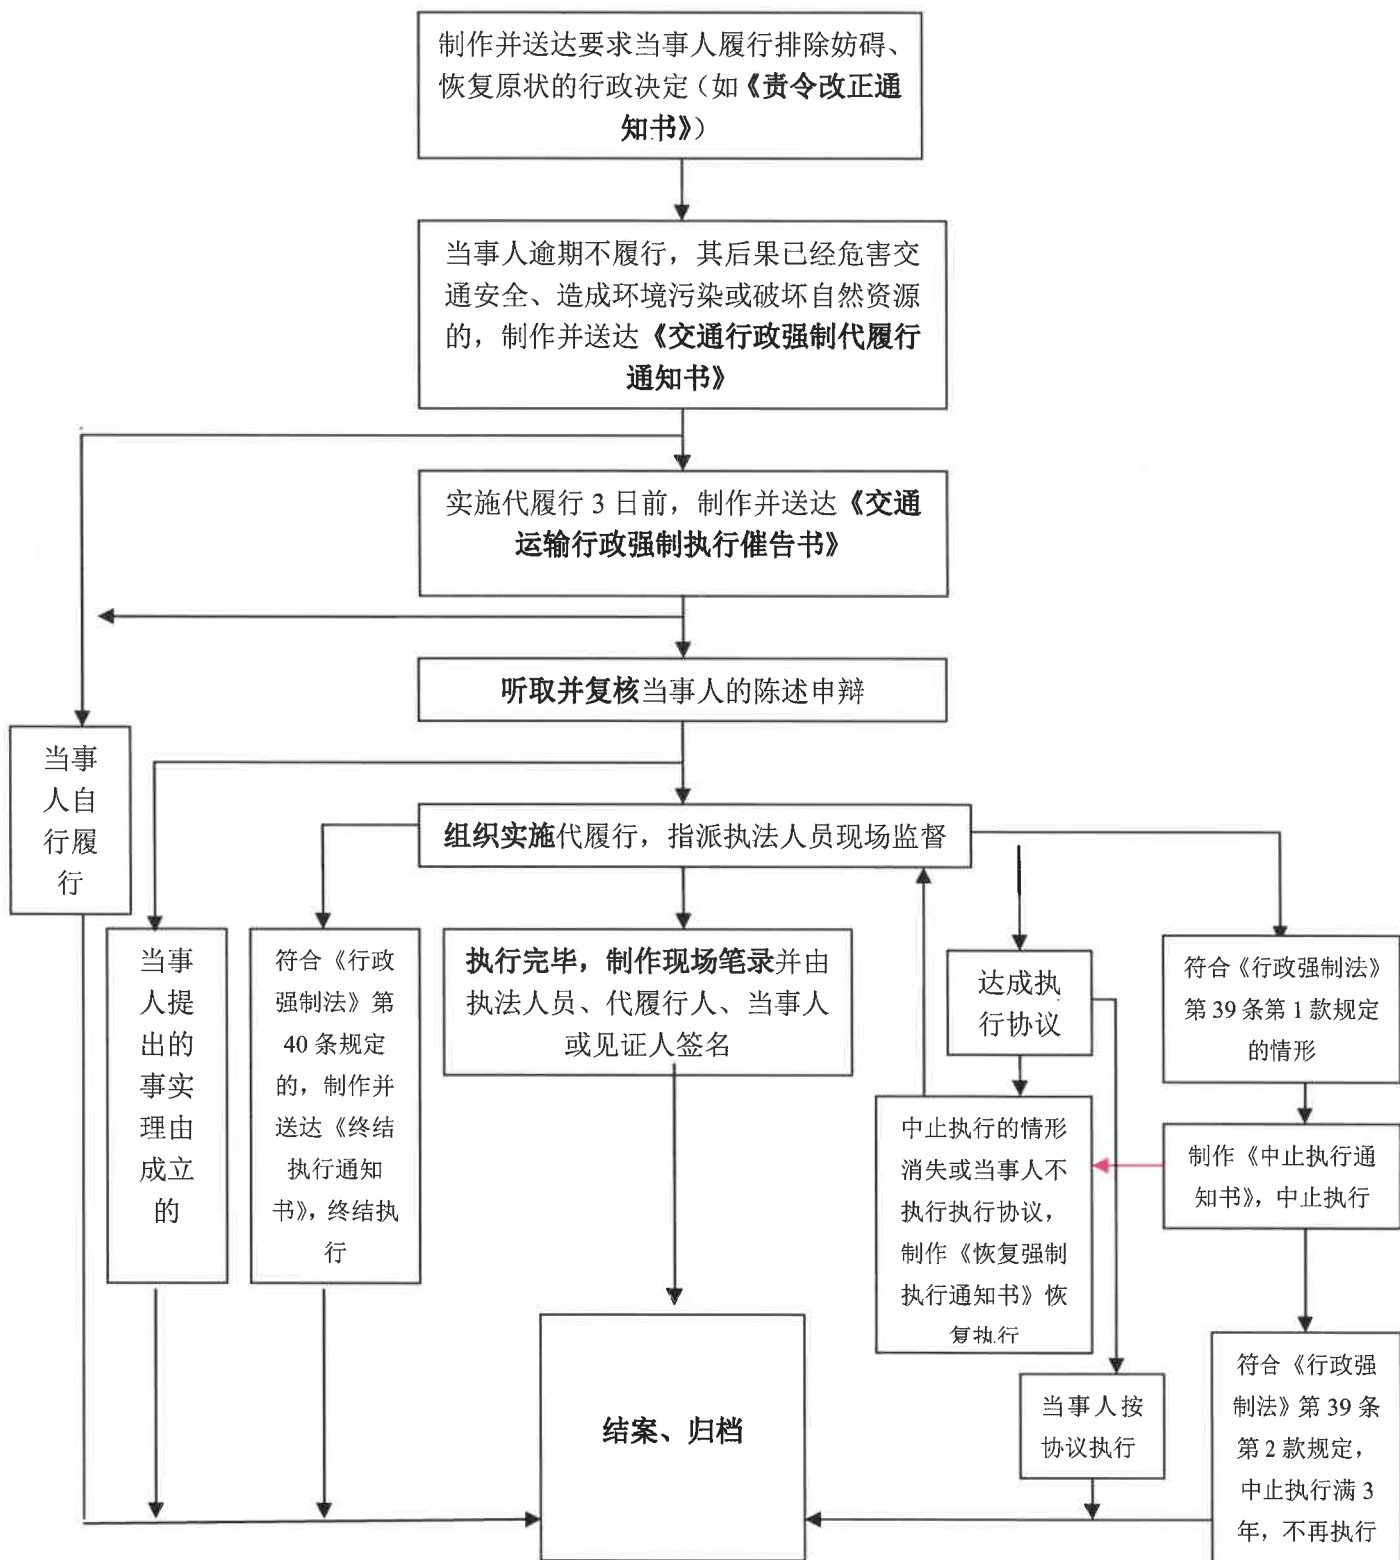 制作并送达要求当事人履行排除妨碍、
恢复原状的行政决定（如《责令改正通
知书》）
当事人逾期不履行，其后果已经危害交
通安全、造成环境污染或破坏自然资源
的，制作并送达《交通行政强制代履行
通知书》
实施代履行 3 日前，制作并送达《交通
运输行政强制执行催告书》
听取并复核当事人的陈述申辩
当事
人自
行履
行
组织实施代履行，指派执法人员现场监督
当事
人提
出的
事实
理由
成立
的
符合《行政
强制法》第
40 条规定
的，制作并
送达《终结
执行通知
书》，终结执
行
执行完毕，制作现场笔录并由
执法人员、代履行人、当事人
或见证人签名
达成执
行协议
符合《行政强制法》
第 39 条第 1 款规定
的情形
中止执行的情形
消失或当事人不
执行执行协议，
制作《恢复强制
执行通知书》恢
复执行
制作《中止执行通
知书》，中止执行
当事人按
协议执行
符合《行政强
制法》第 39 条
第 2 款规定，
中止执行满 3
年，不再执行
结案、归档